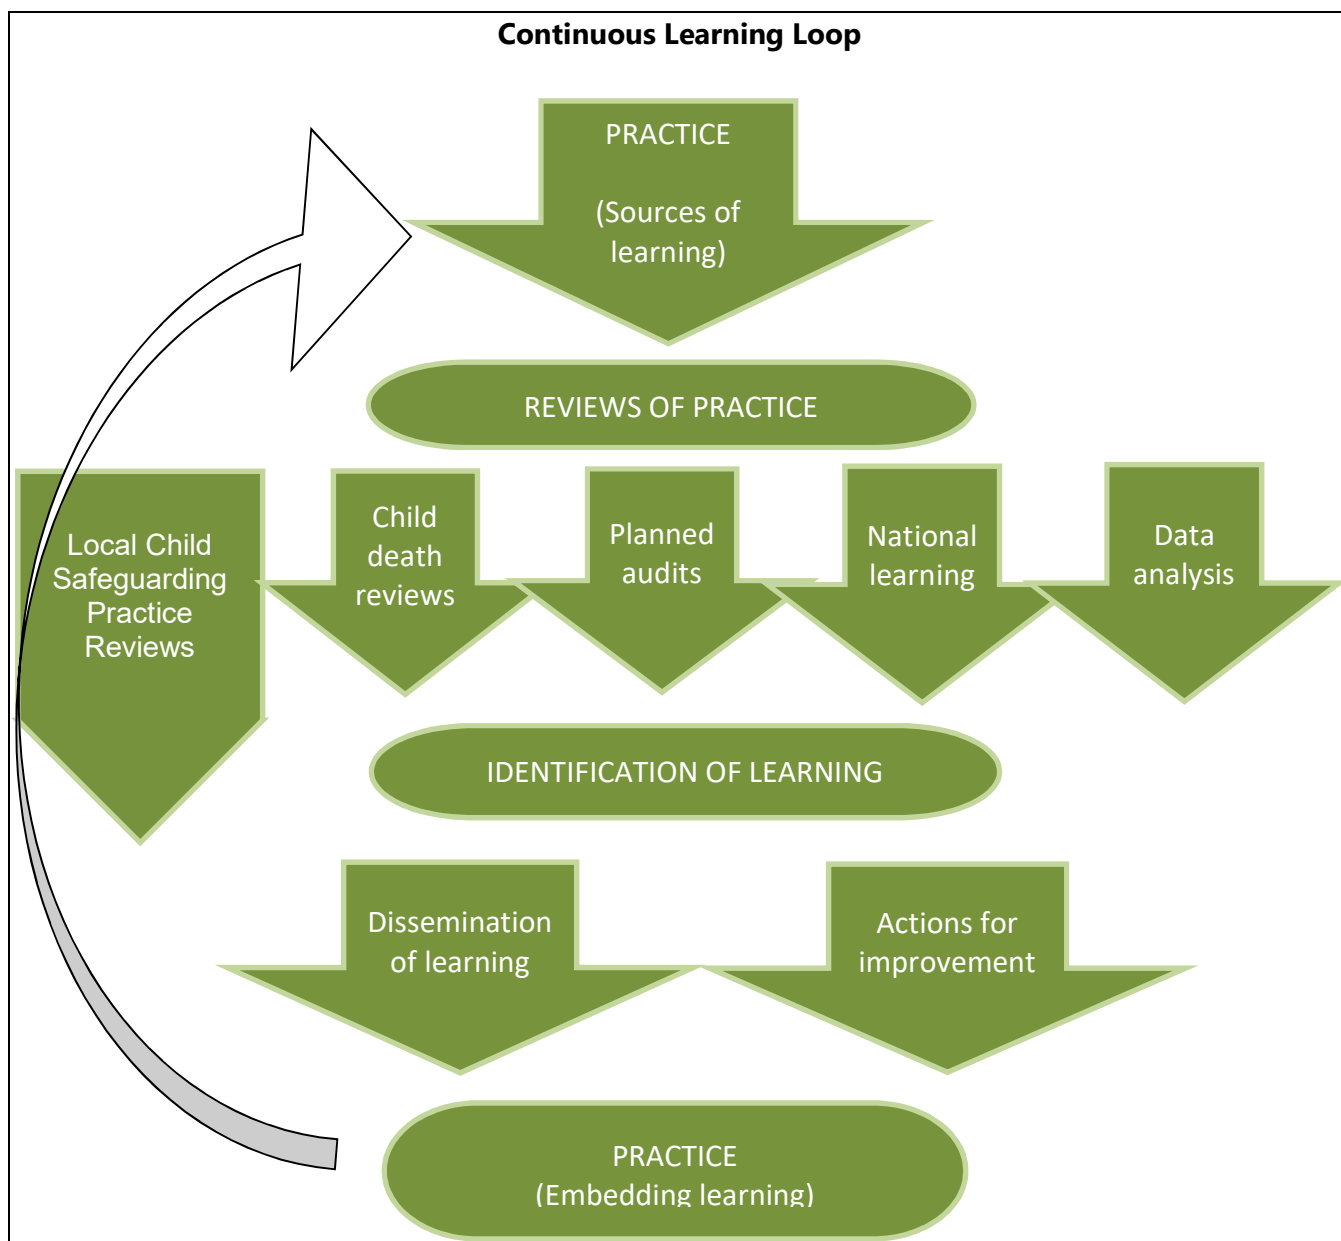 Continuous Learning Loop
PRACTICE
(Sources of
learning)
REVIEWS OF PRACTICE
Local Child
Safeguarding
Practice
Reviews
Child
death
reviews
Planned
audits
National
learning
Data
analysis
IDENTIFICATION OF LEARNING
Dissemination
of learning
Actions for
improvement
PRACTICE
(Embedding learning)